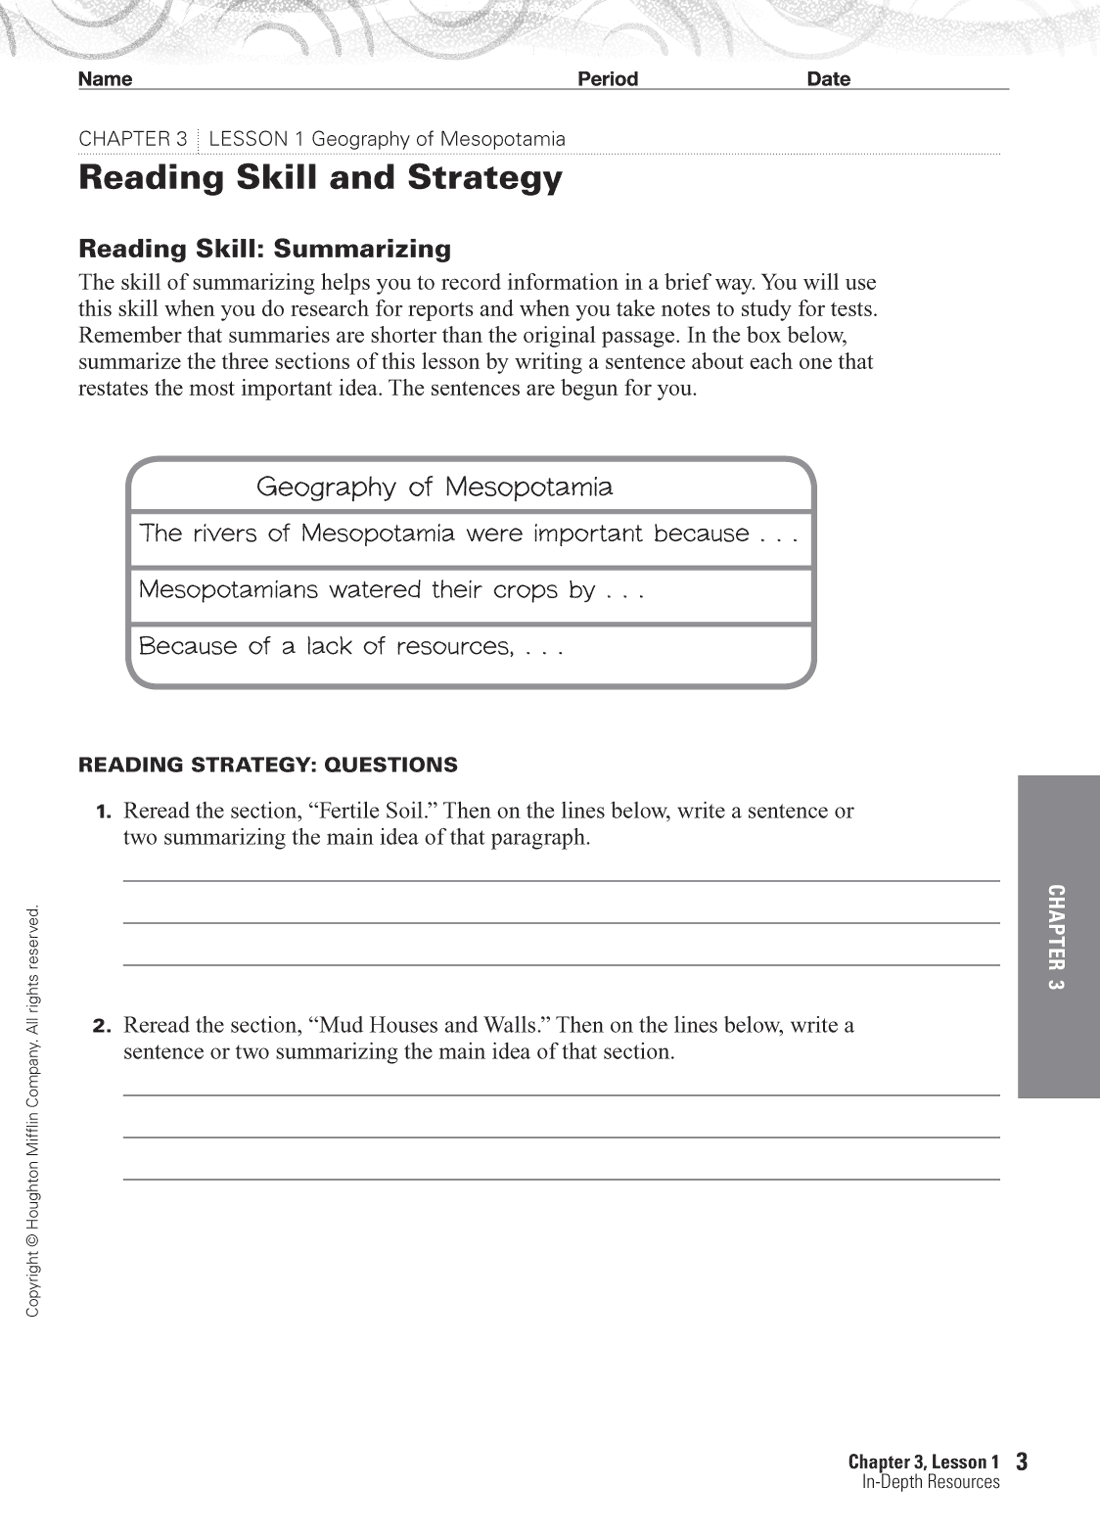 Name Period Date
CHAPTER 3 LESSON 1 Geography of Mesopotamia
Reading Skill and Strategy
Reading Skill: Summarizing
The skill of summarizing helps you to record information in a brief way. You will use
this skill when you do research for reports and when you take notes to study for tests.
Remember that summaries are shorter than the original passage. In the box below,
summarize the three sections of this lesson by writing a sentence about each one that
restates the most important idea. The sentences are begun for you.
Geography of Mesopotamia
The rivers of Mesopotamia were important because . . .
Mesopotamians watered their crops by . . .
Because of a lack of resources, . . .
READING STRATEGY: QUESTIONS
1. Reread the section, “Fertile Soil.” Then on the lines below, write a sentence or
two summarizing the main idea of that paragraph.
2. Reread the section, “Mud Houses and Walls.” Then on the lines below, write a
sentence or two summarizing the main idea of that section.
CHAPTER 3
Copyright © Houghton Mifflin Company. All rights reserved.
Chapter 3, Lesson 1 3
In-Depth Resources